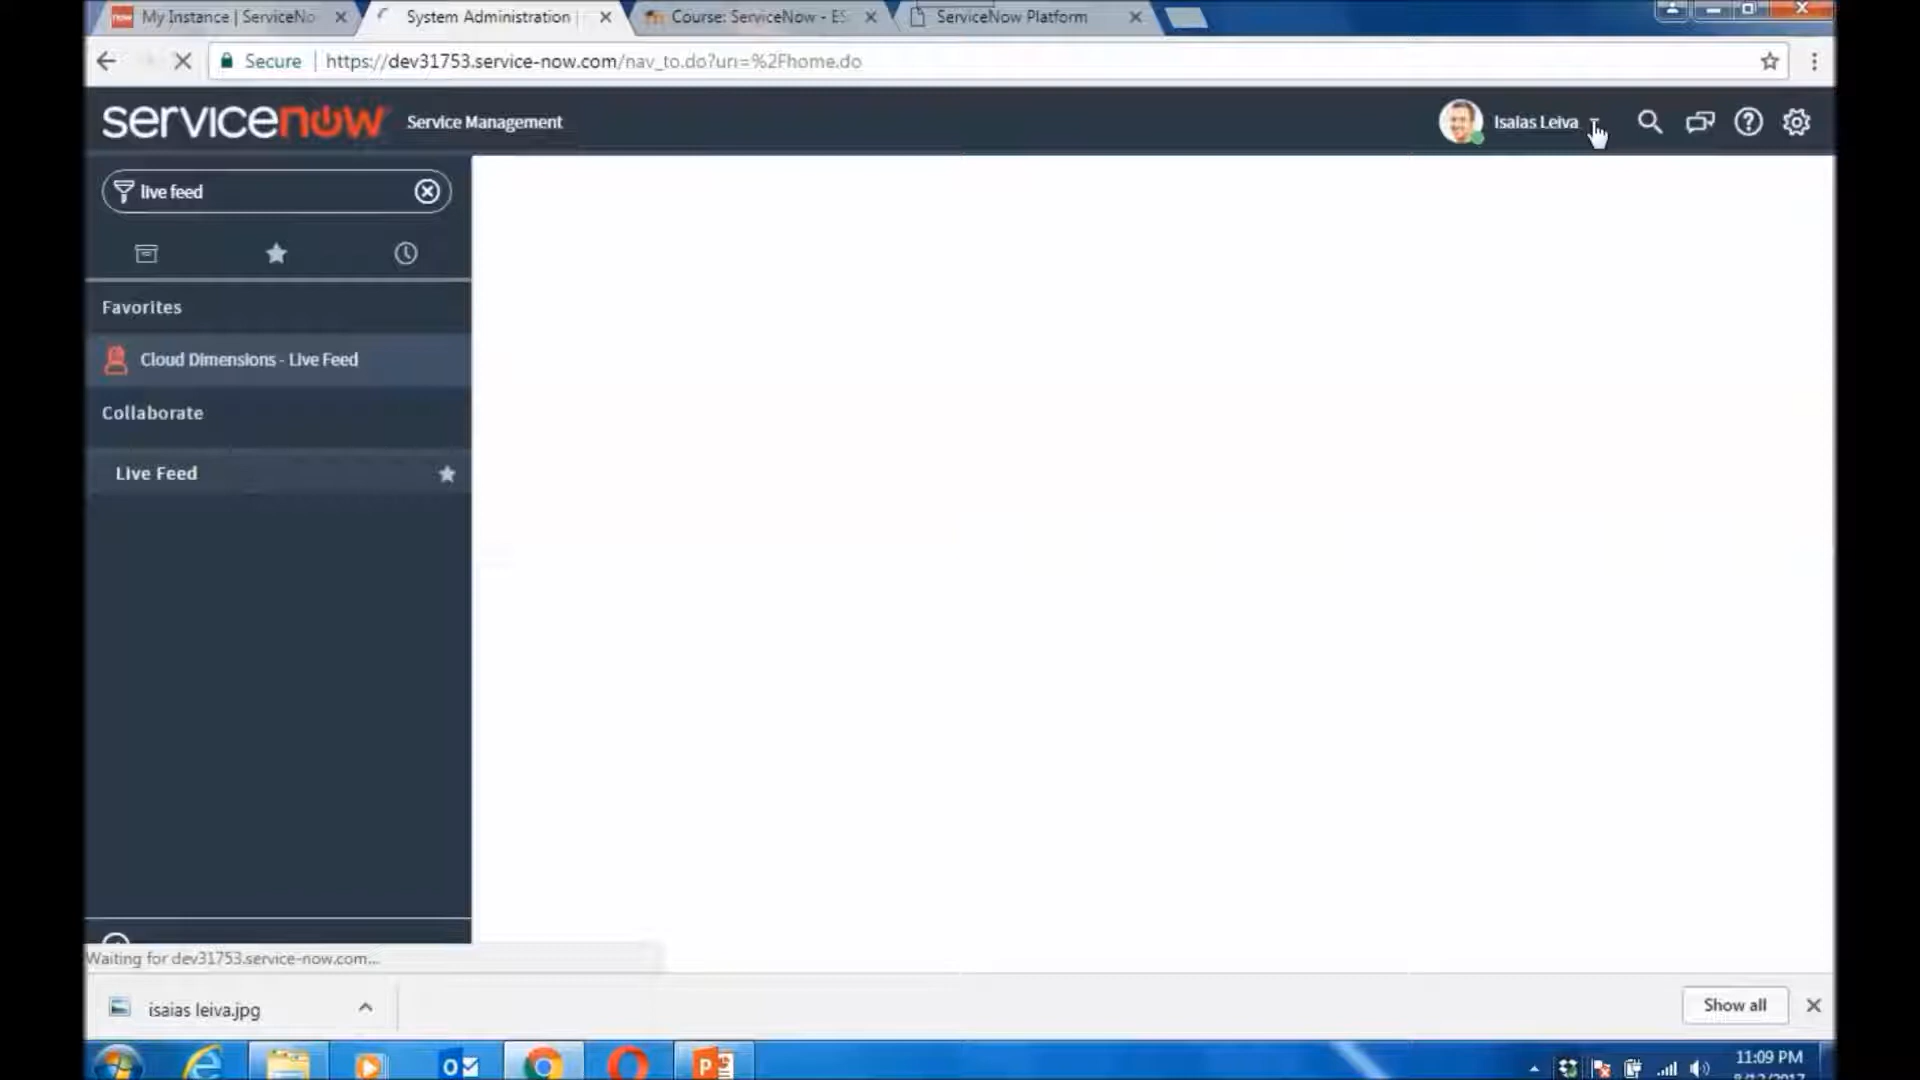 My Instance | ServiceNo
System Administration |
Course: ServiceNow - ES
ServiceNow Platform
Secure | https://dev31753.service-now.com/nav_to.do?uri=%2Fhome.do
servicenow Service Management
Isaias Leiva
live feed
Favorites
Cloud Dimensions - Live Feed
Collaborate
Live Feed
Waiting for dev31753.service-now.com...
isaias leiva.jpg
Show all
11:09 PM